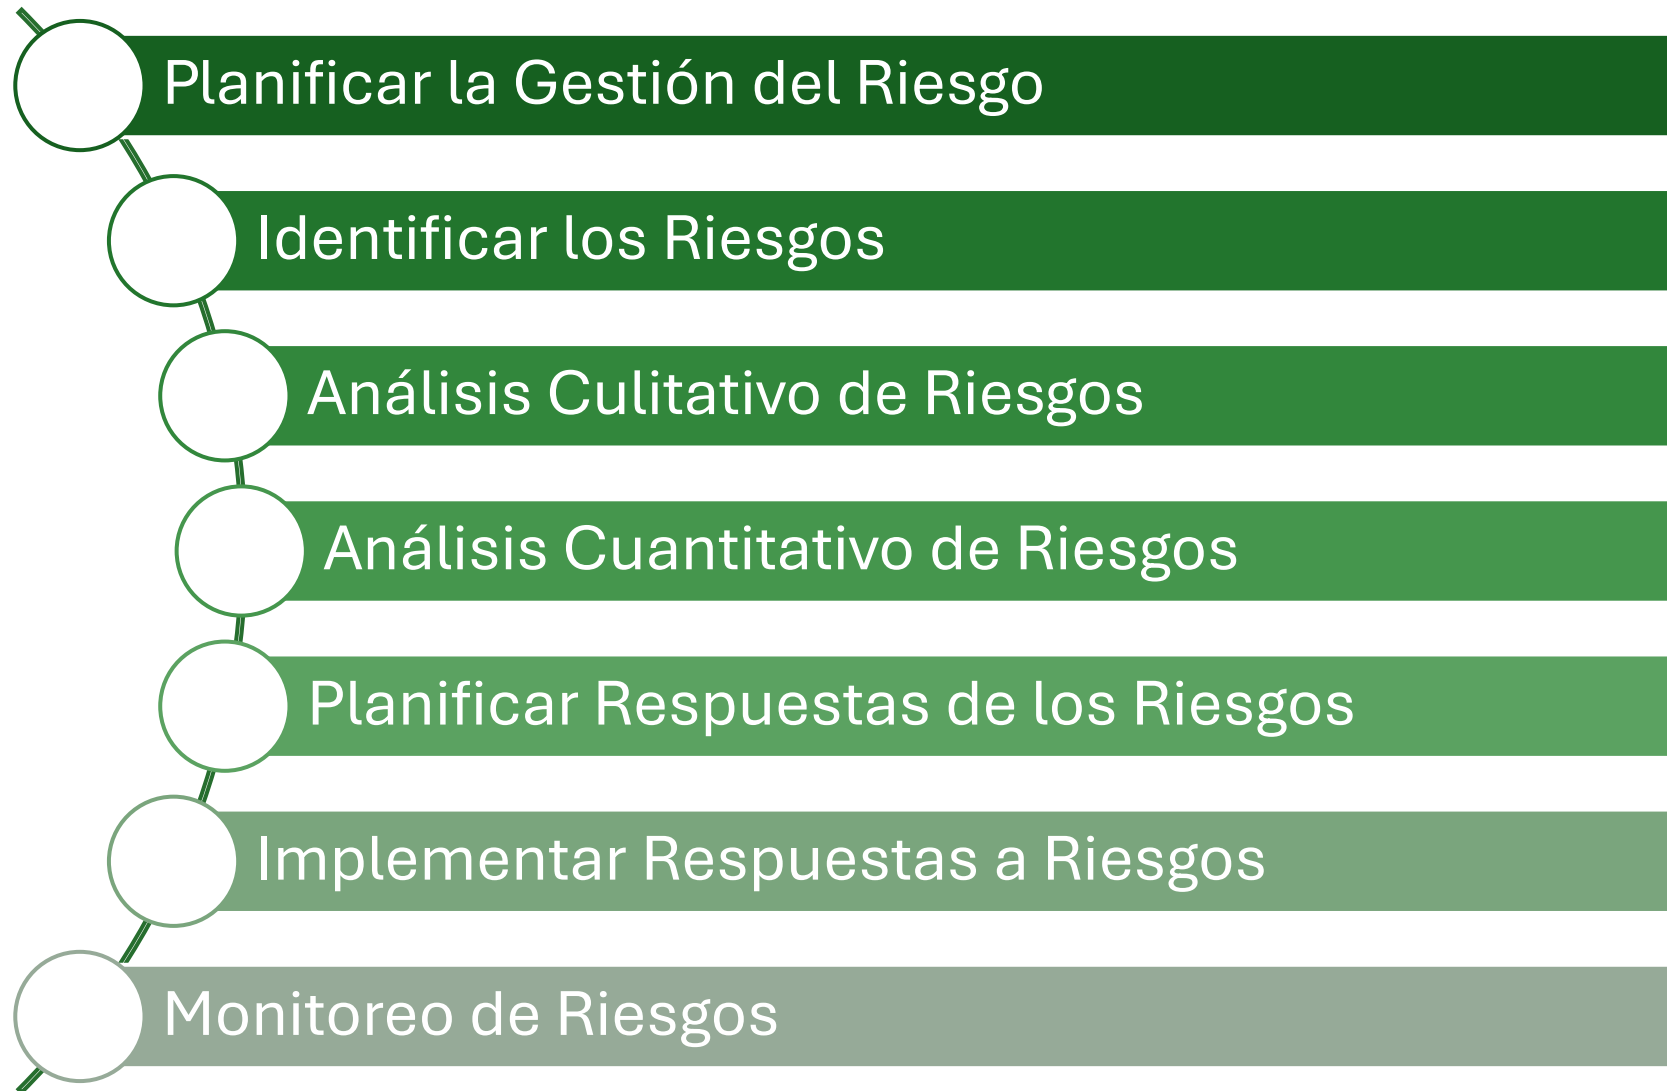 Planificar la Gestión del Riesgo
Identificar los Riesgos
Análisis Culitativo de Riesgos
Análisis Cuantitativo de Riesgos
Planificar Respuestas de los Riesgos
Implementar Respuestas a Riesgos
Monitoreo de Riesgos